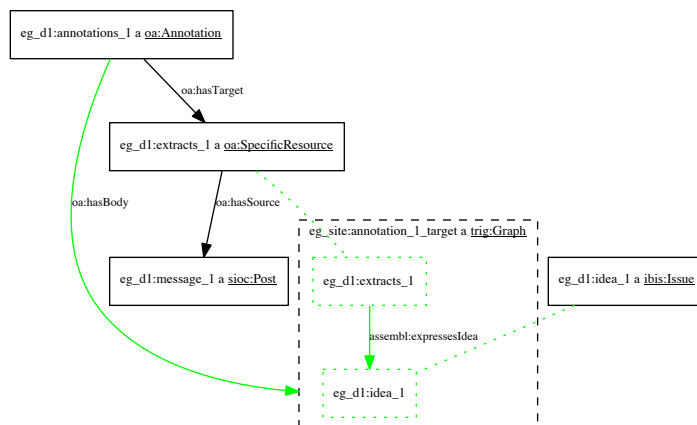 eg_d1:annotations_1 a oa:Annotation
oa:hasTarget
eg_d1:extracts_1 a oa:SpecificResource
oa:hasBody
oa:hasSource
eg_site:annotation_1_target a trig:Graph
eg_d1:message_1 a sioc:Post
eg_d1:extracts_1
eg_d1:idea_1 a ibis:Issue
assembl:expressesIdea
eg_d1:idea_1